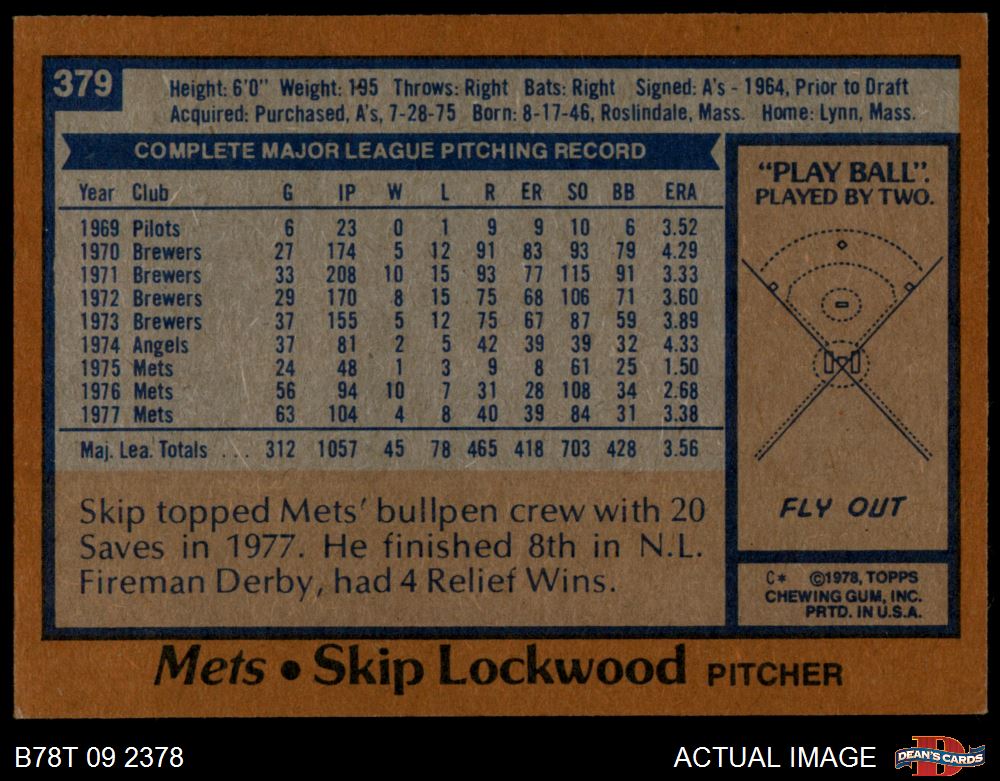 379
Height: 6'0" Weight: 195 Throws: Right Bats: Right Signed: A's - 1964, Prior to Draft
Acquired: Purchased, A's, 7-28-75 Born: 8-17-46, Roslindale, Mass. Home: Lynn, Mass.
COMPLETE MAJOR LEAGUE PITCHING RECORD
Year Club G IP W L R ER SO BB ERA
1969 Pilots 6 23 0 1 9 9 10 6 3.52
1970 Brewers 27 174 5 12 91 83 93 79 4.29
1971 Brewers 33 208 10 15 93 77 115 91 3.33
1972 Brewers 29 170 8 15 75 68 106 71 3.60
1973 Brewers 37 155 5 12 75 67 87 59 3.89
1974 Angels 37 81 2 5 42 39 39 32 4.33
1975 Mets 24 48 1 3 9 8 61 25 1.50
1976 Mets 56 94 10 7 31 28 108 34 2.68
1977 Mets 63 104 4 8 40 39 84 31 3.38
Maj. Lea. Totals ... 312 1057 45 78 465 418 703 428 3.56
Skip topped Mets' bullpen crew with 20
Saves in 1977. He finished 8th in N.L.
Fireman Derby, had 4 Relief Wins.
"PLAY BALL".
PLAYED BY TWO.
FLY OUT
C* ©1978, TOPPS
CHEWING GUM, INC.
PRTD. IN U.S.A.
Mets • Skip Lockwood PITCHER
B78T 09 2378
ACTUAL IMAGE
D
DEAN'S CARDS